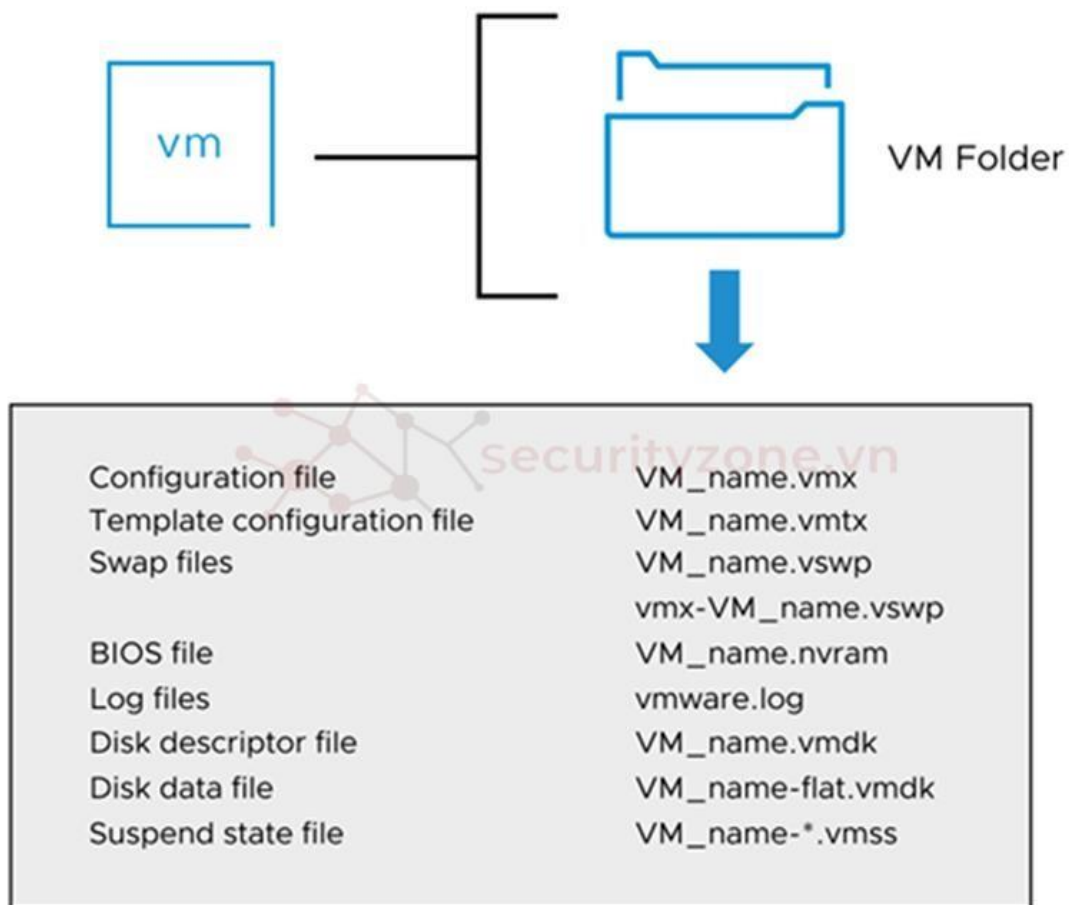 vm
VM Folder
securityzone.vn
Configuration file VM_name.vmx
Template configuration file VM_name.vmtx
Swap files VM_name.vswp
vmx-VM_name.vswp
BIOS file VM_name.nvram
Log files vmware.log
Disk descriptor file VM_name.vmdk
Disk data file VM_name-flat.vmdk
Suspend state file VM_name-*.vmss